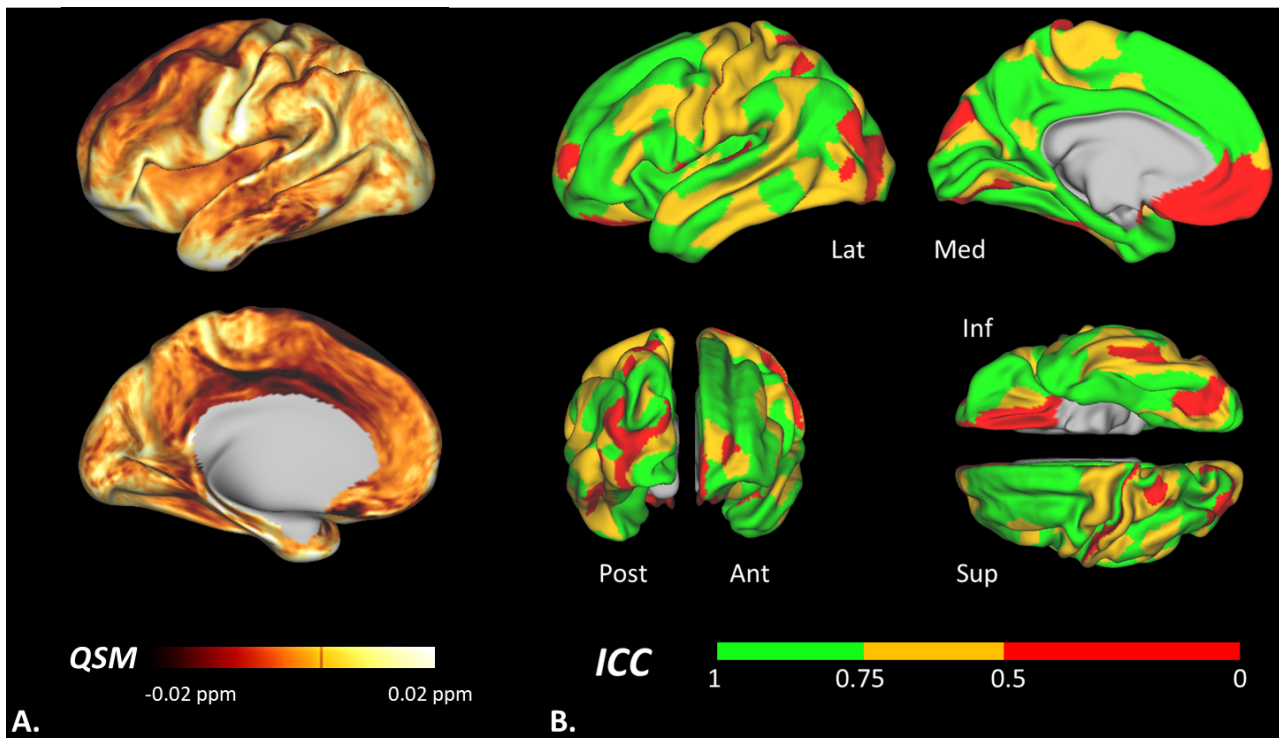 Lat
Med
Inf
Post
Ant
Sup
QSM
-0.02 ppm
0.02 ppm
ICC
1
0.75
0.5
0
A.
B.